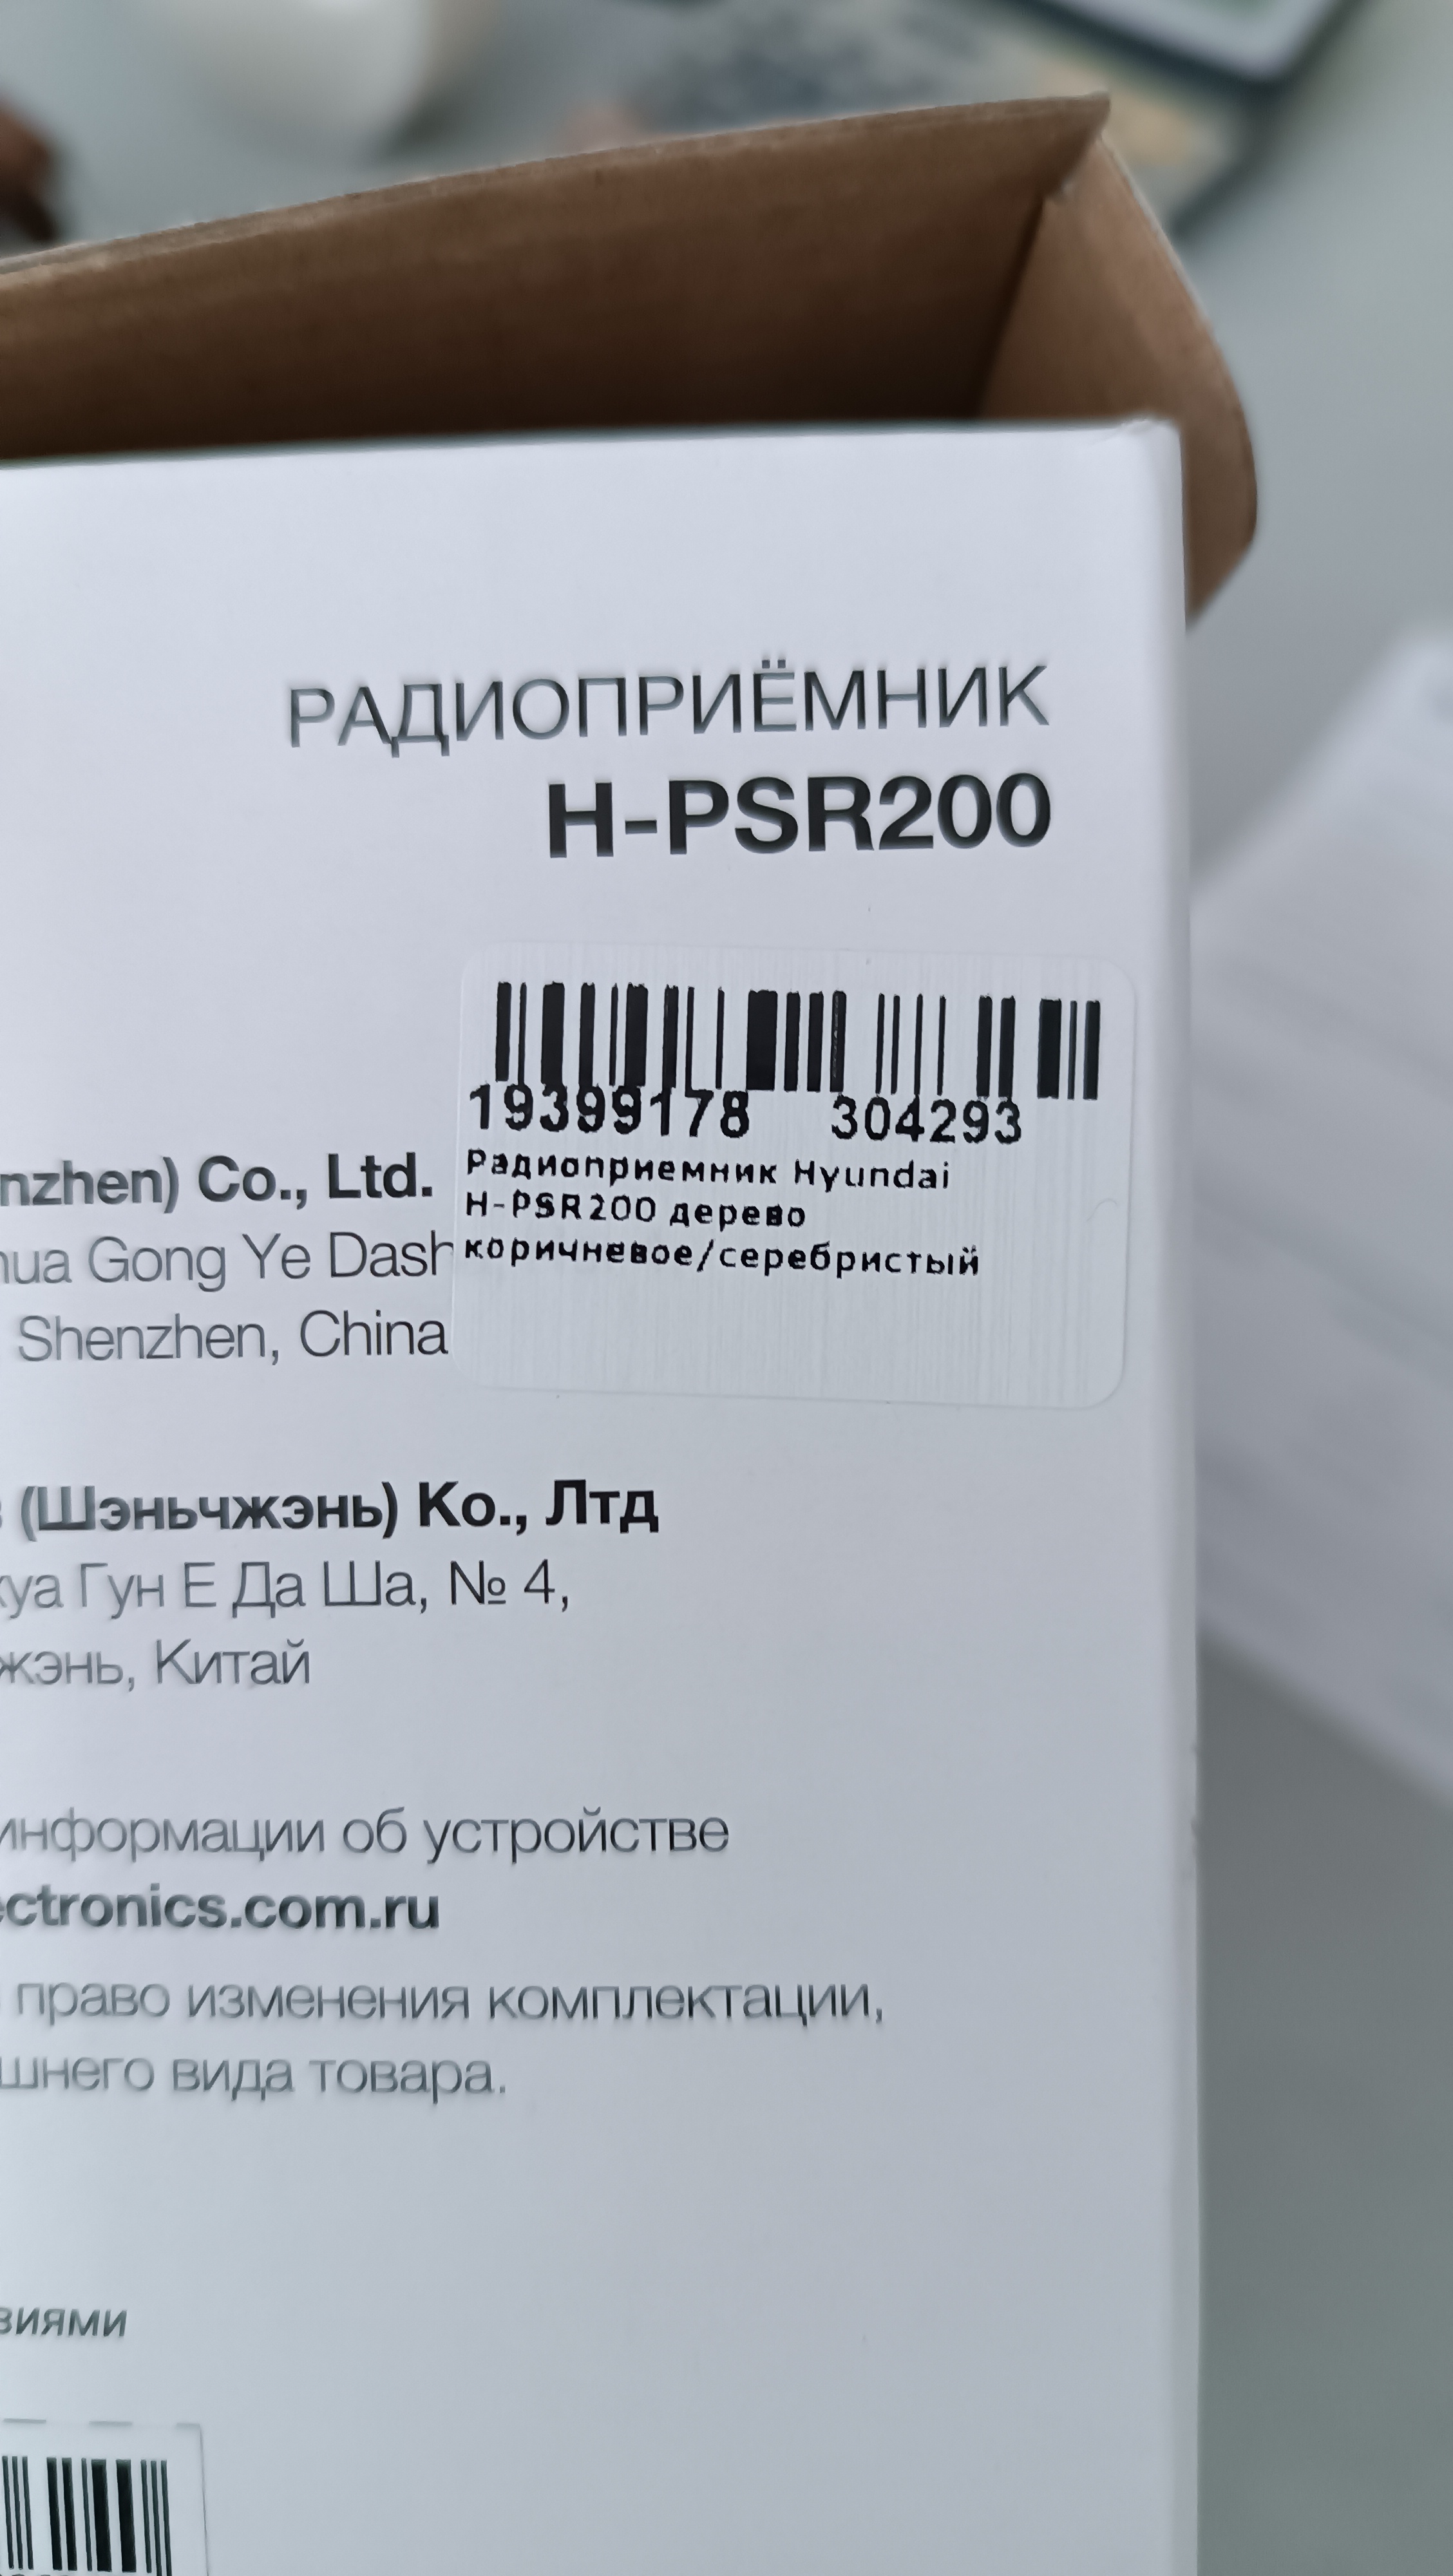 РАДИОПРИЁМНИК
H-PSR200
19399178 304293
Радиоприемник Hyundai
H-PSR200 дерево
коричневое/серебристый
nzhen) Co., Ltd.
hua Gong Ye Dash
Shenzhen, China
(Шэньчжэнь) Ко., Лтд
хуа Гун Е Да Ша, № 4,
жэнь, Китай
информации об устройстве
ectronics.com.ru
право изменения комплектации,
шнего вида товара.
виями